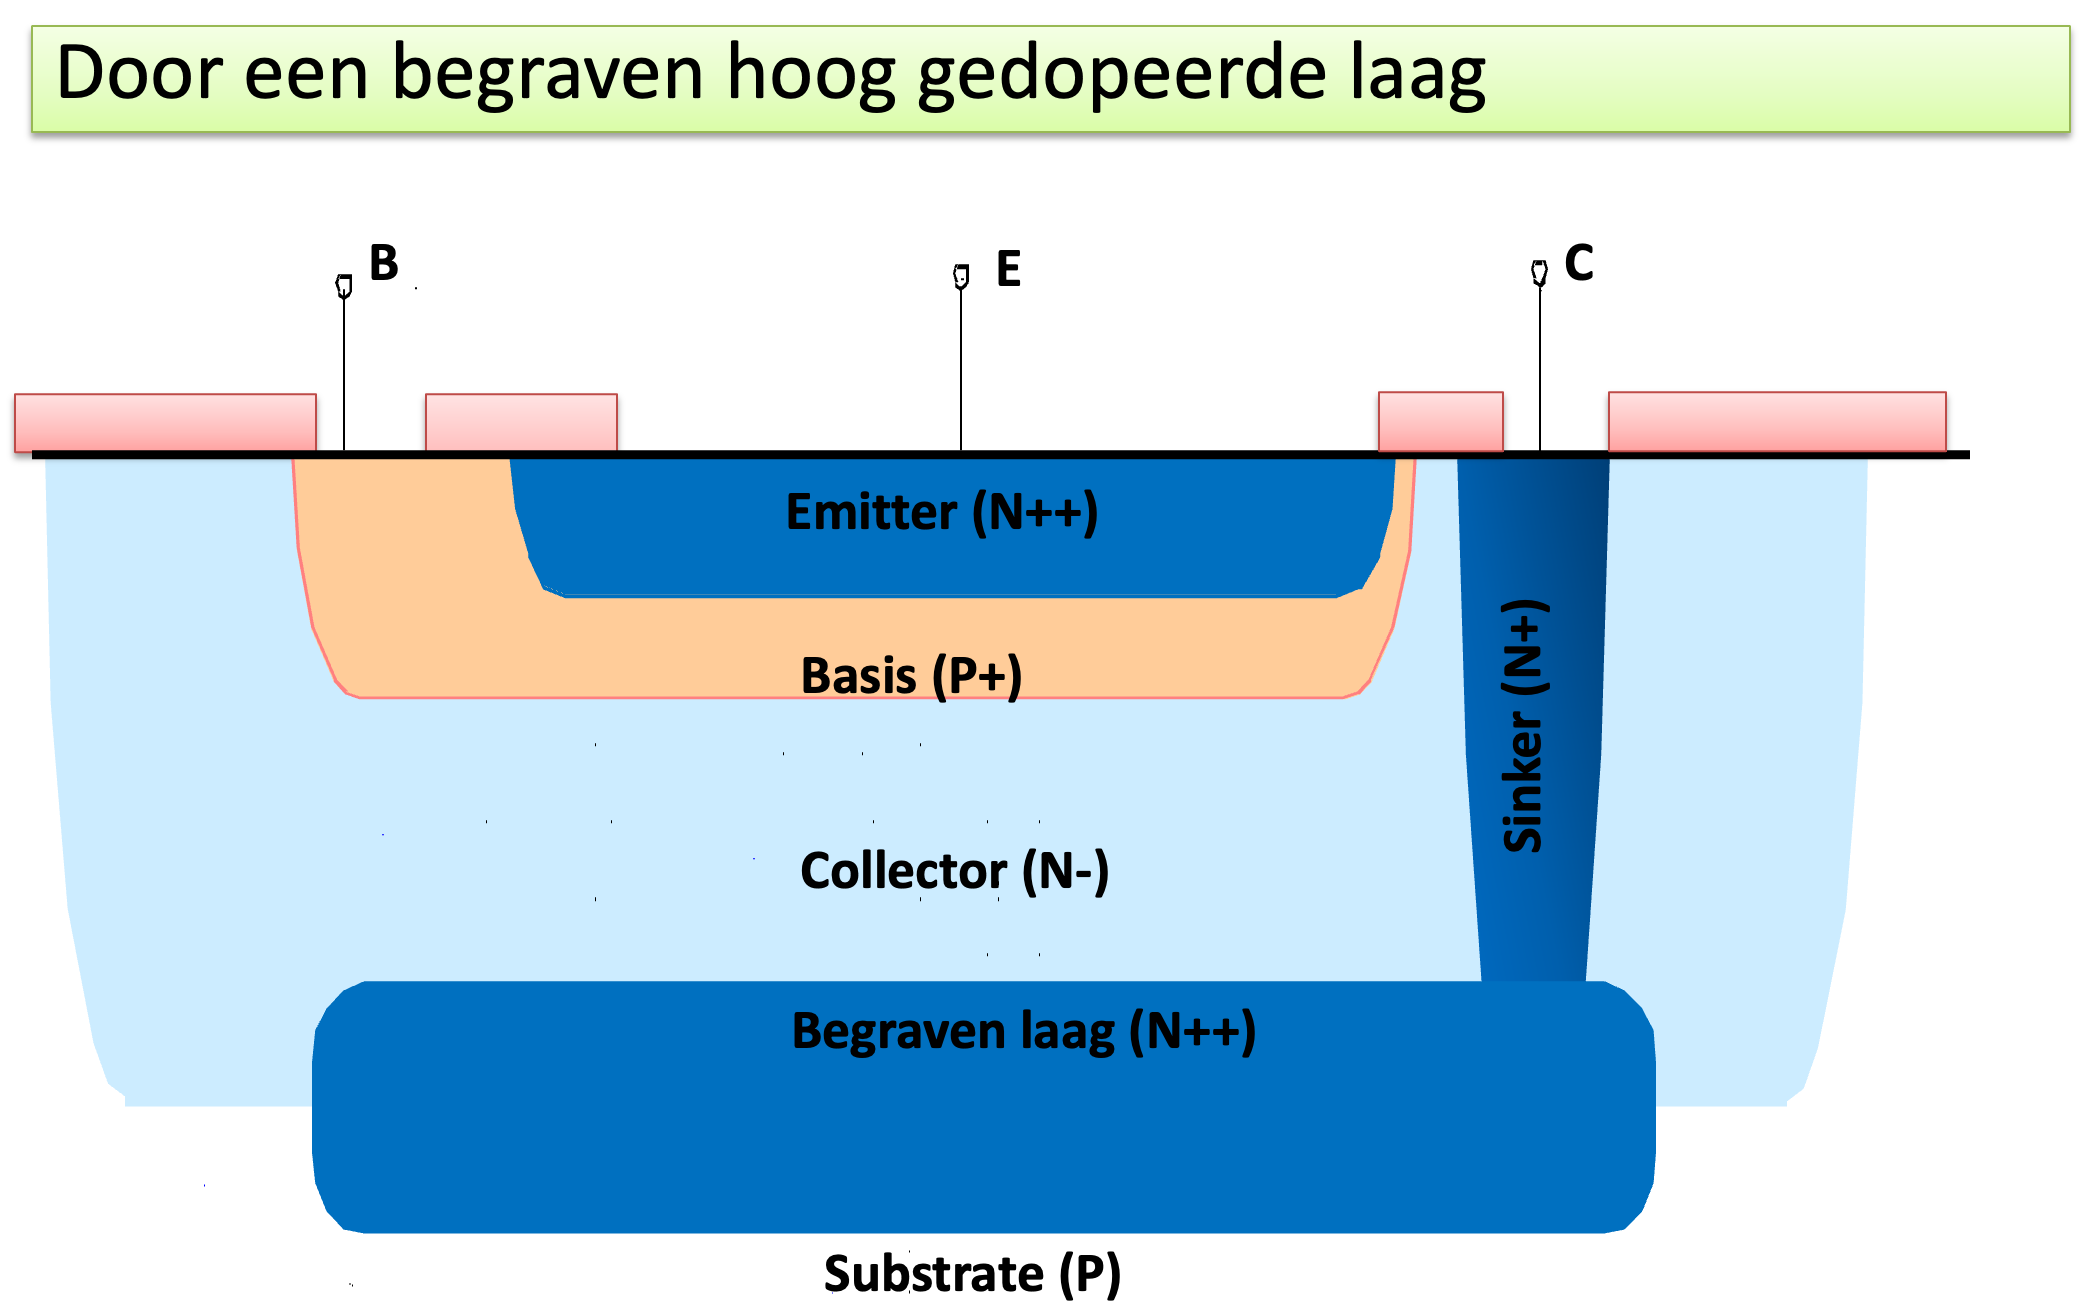 Door een begraven hoog gedopeerde laag
B
E
C
Emitter (N++)
Basis (P+)
Sinker (N+)
Collector (N-)
Begraven laag (N++)
Substrate (P)